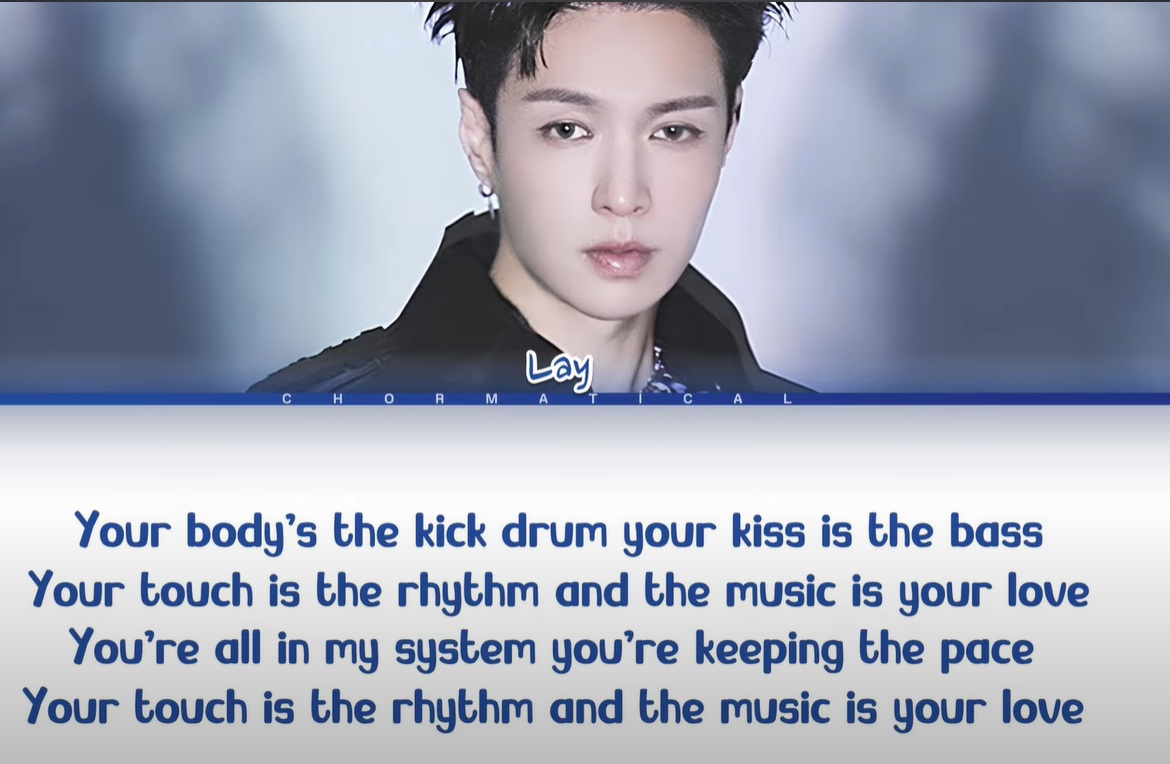 Lay
CHORMATICAL
Your body's the kick drum your kiss is the bass
Your touch is the rhythm and the music is your love
You're all in my system you're keeping the pace
Your touch is the rhythm and the music is your love